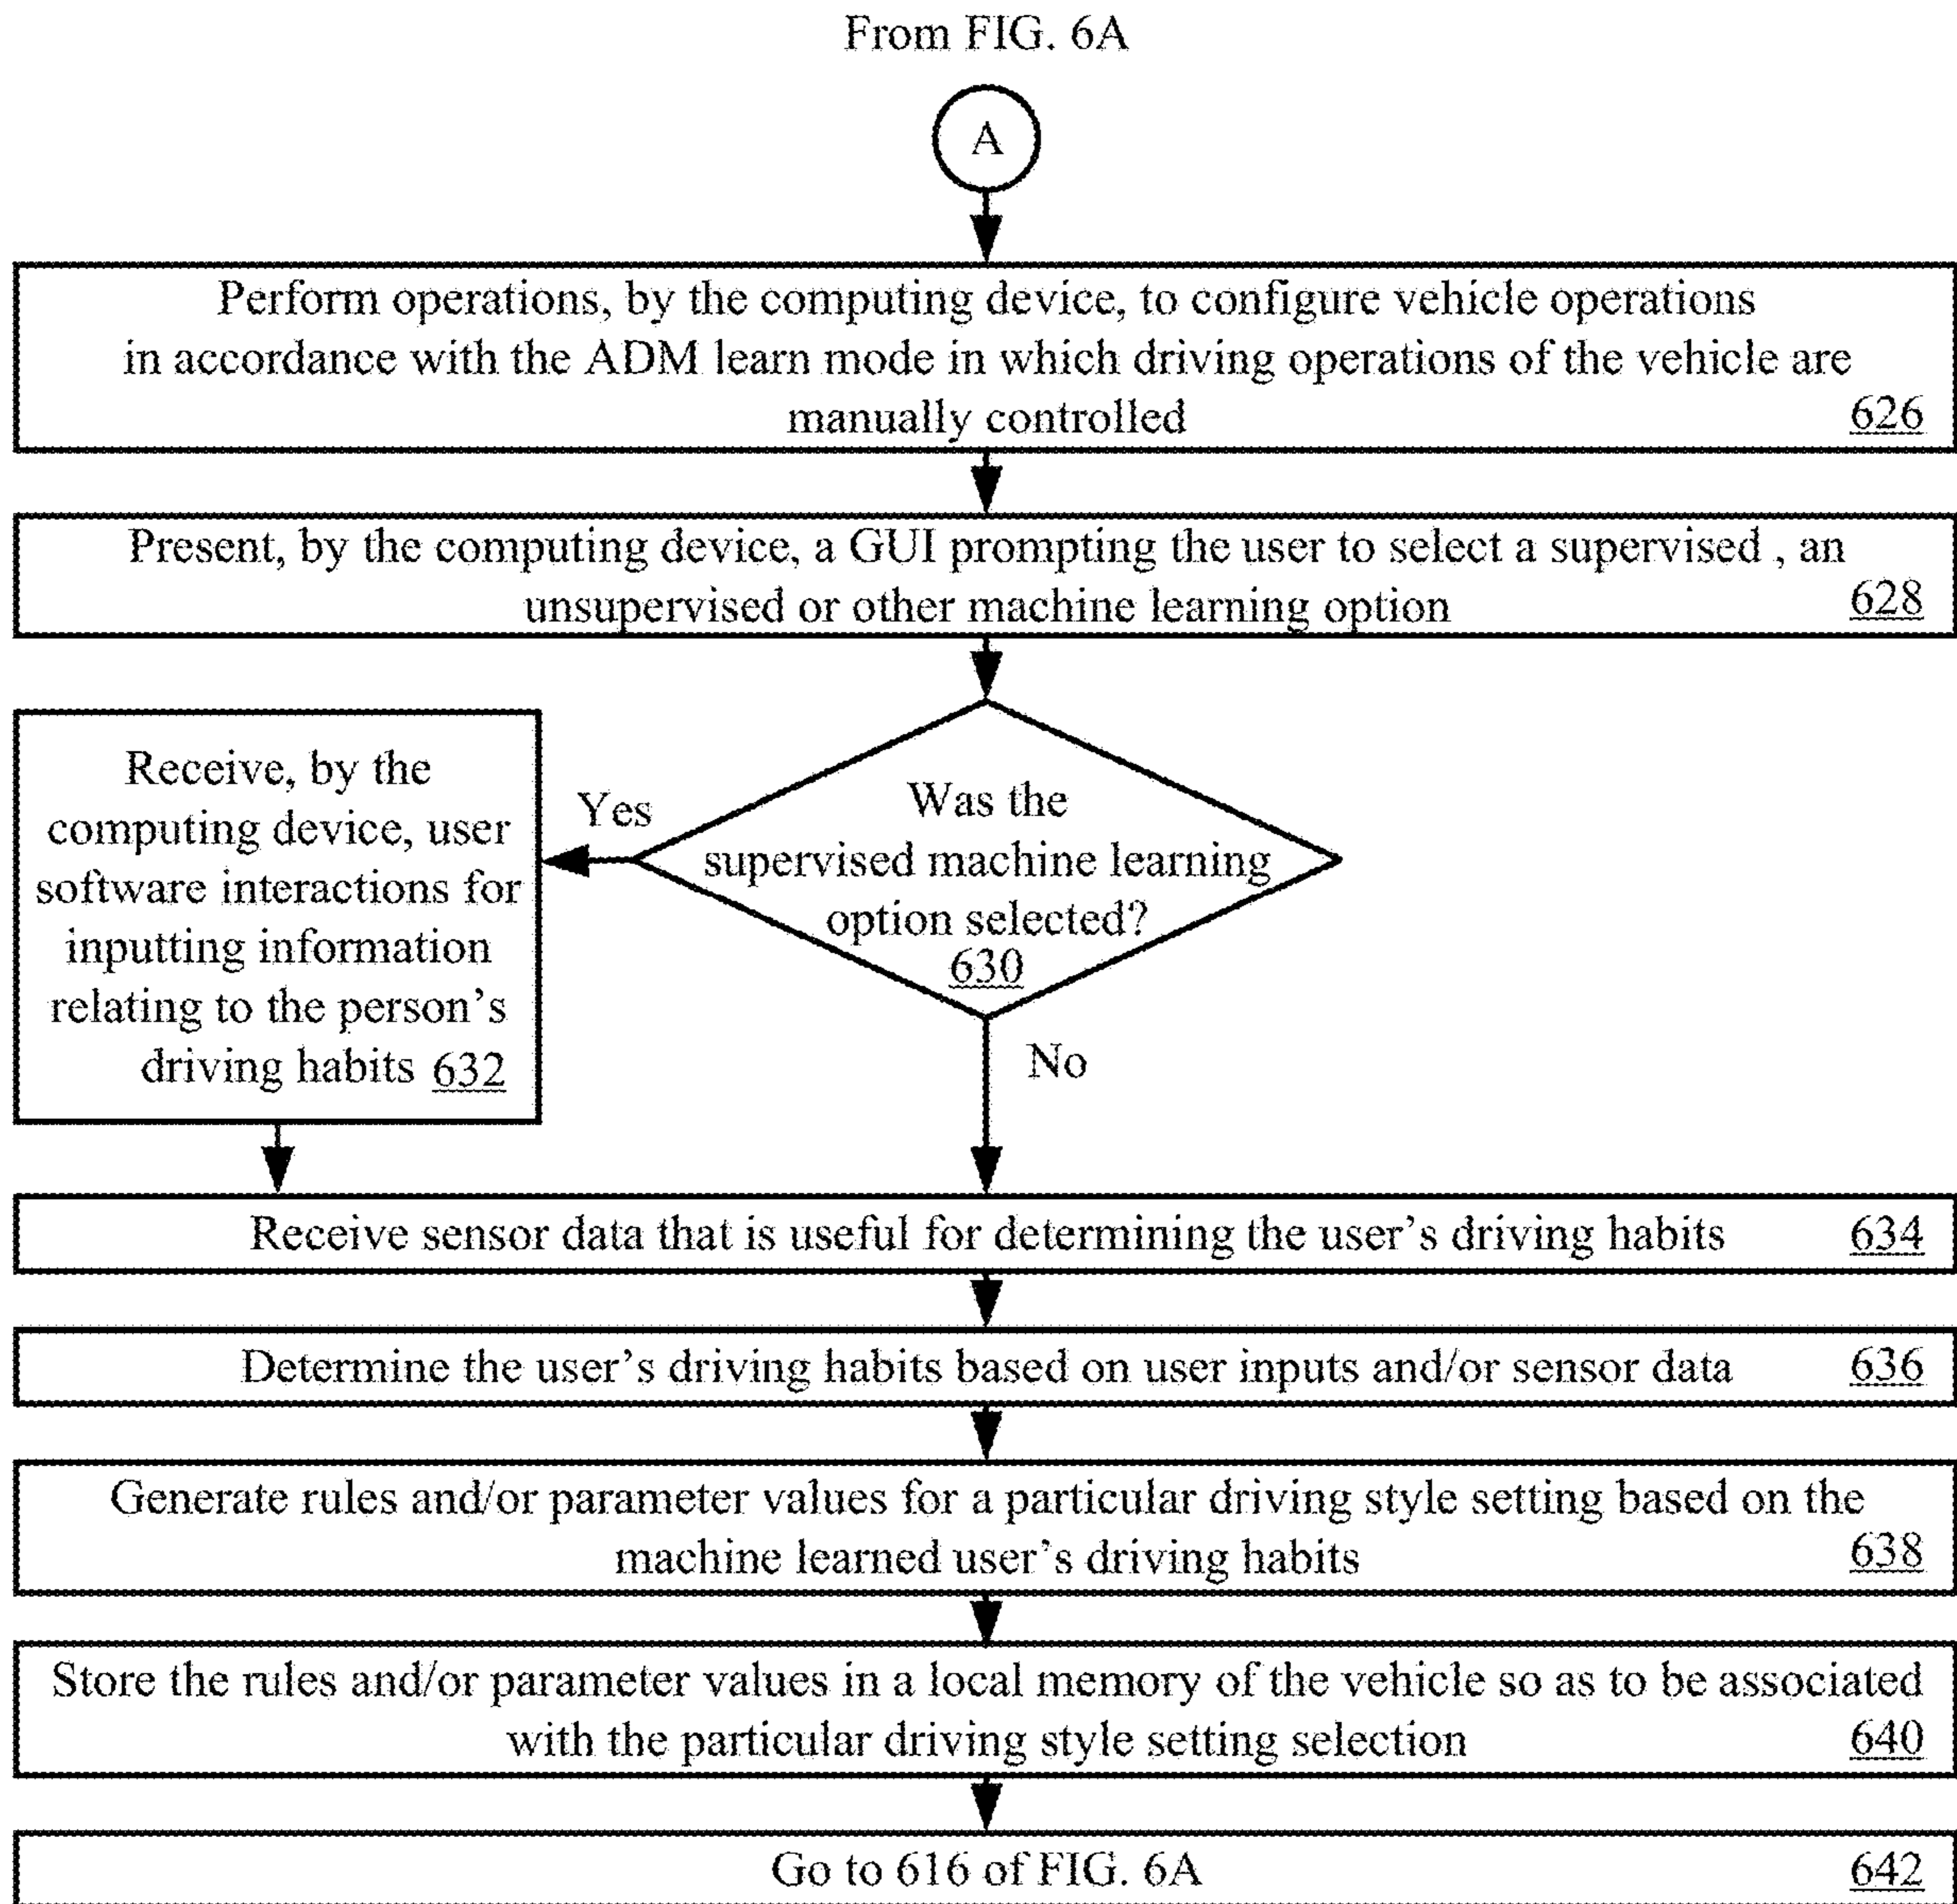 From FIG. 6A
A
Perform operations, by the computing device, to configure vehicle operations
in accordance with the ADM learn mode in which driving operations of the vehicle are
manually controlled 626
Present, by the computing device, a GUI prompting the user to select a supervised , an
unsupervised or other machine learning option 628
Was the
supervised machine learning
option selected?
630
Yes
Receive, by the
computing device, user
software interactions for
inputting information
relating to the person's
driving habits 632
No
Receive sensor data that is useful for determining the user's driving habits 634
Determine the user's driving habits based on user inputs and/or sensor data 636
Generate rules and/or parameter values for a particular driving style setting based on the
machine learned user's driving habits 638
Store the rules and/or parameter values in a local memory of the vehicle so as to be associated
with the particular driving style setting selection 640
Go to 616 of FIG. 6A 642